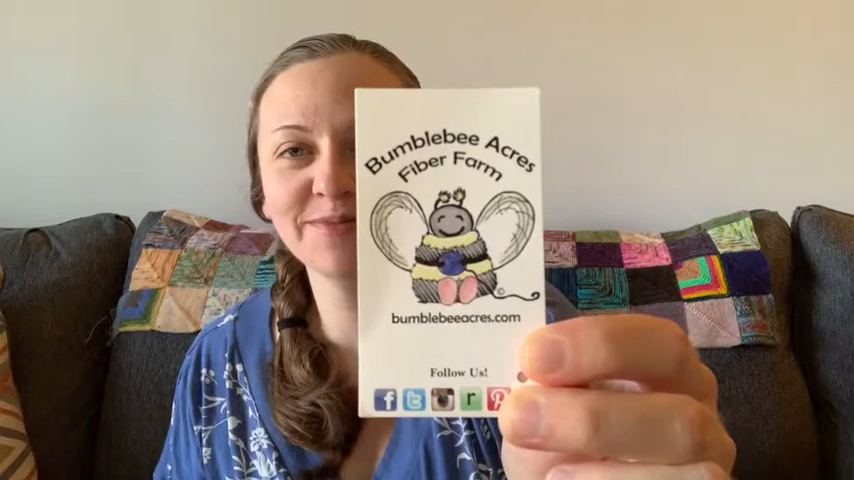 Bumblebee Acres
Fiber Farm
©
bumblebeeacres.com
Follow Us!
f t r P